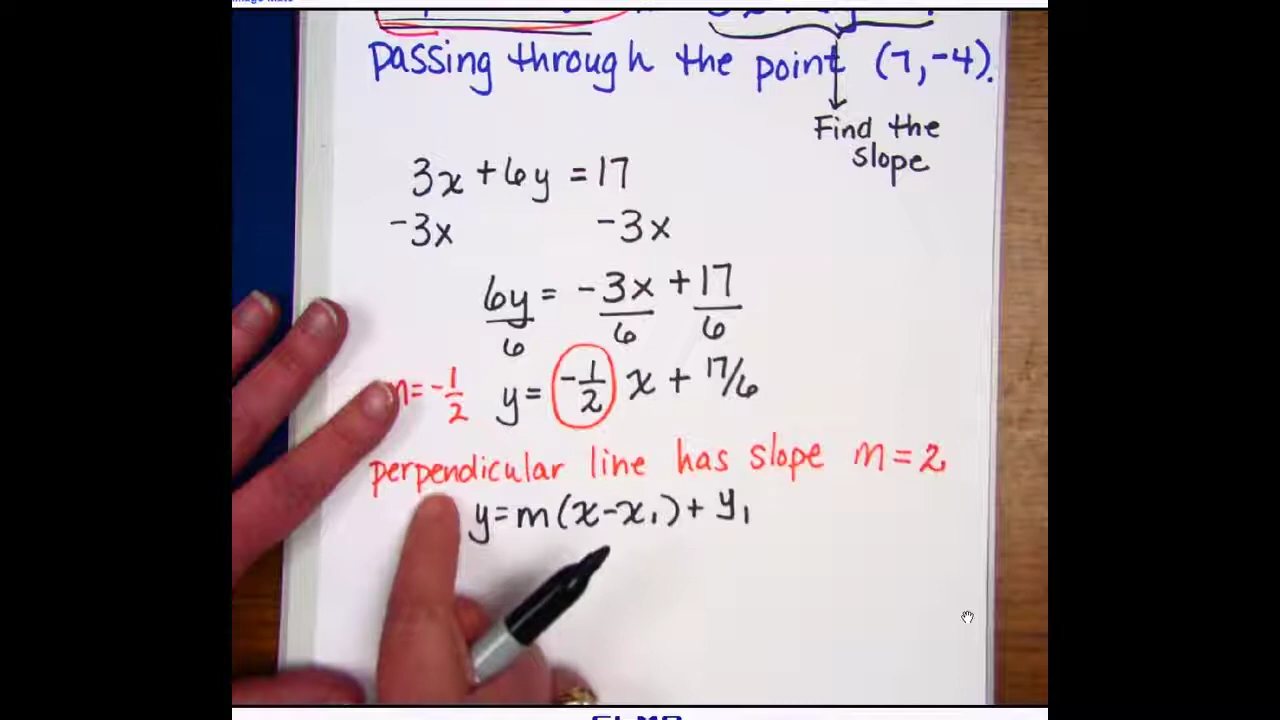 passing through the point (7,-4).
Find the
slope
3x + 6y = 17
-3x -3x
6y = -3x + 17
6 6 6
m = -1/2 y = -1/2 x + 17/6
perpendicular line has slope m = 2
y = m(x - x₁) + y₁